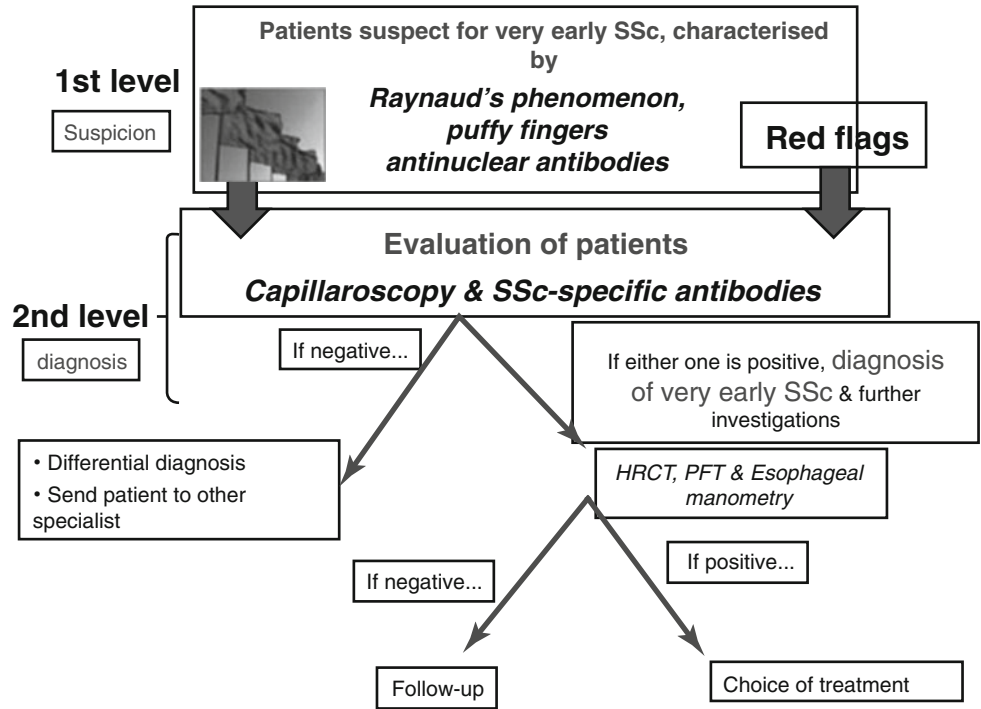 Patients suspect for very early SSc, characterised
by
1st level
Suspicion
Raynaud's phenomenon,
puffy fingers
antinuclear antibodies
Red flags
Evaluation of patients
Capillaroscopy & SSc-specific antibodies
2nd level
diagnosis
If negative...
If either one is positive, diagnosis
of very early SSc & further
investigations
• Differential diagnosis
• Send patient to other
specialist
HRCT, PFT & Esophageal
manometry
If negative...
If positive...
Follow-up
Choice of treatment